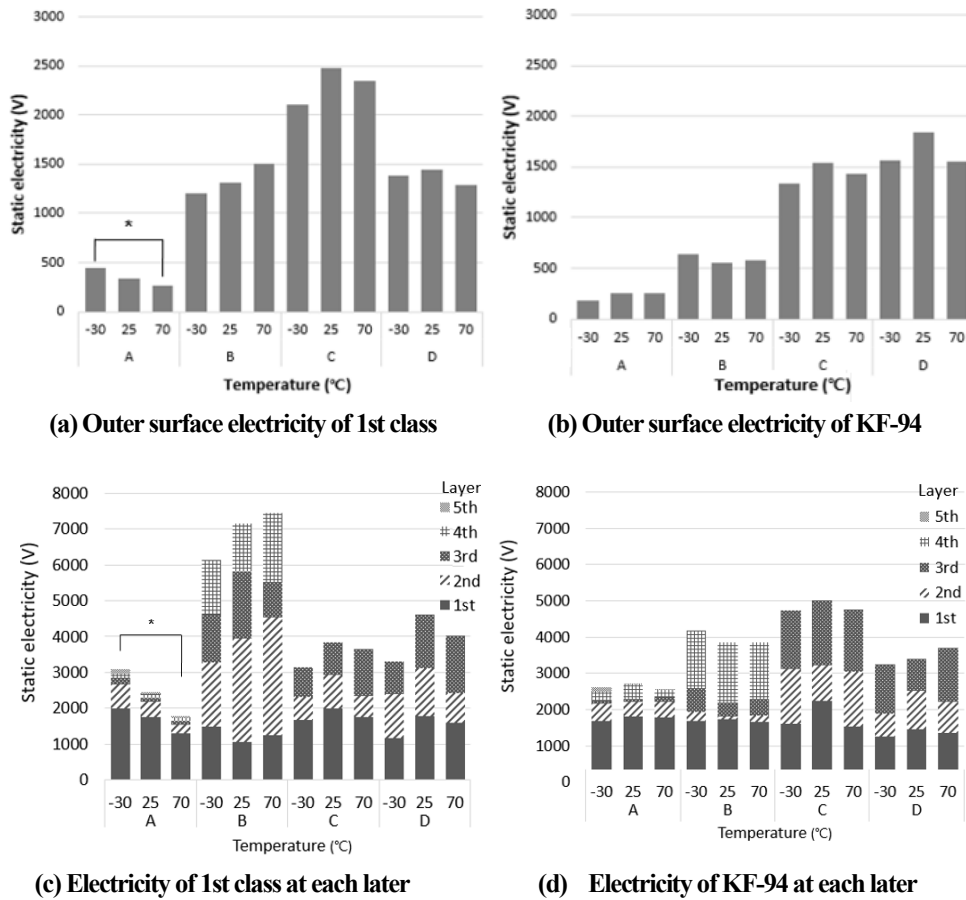 3000
2500
2000
1500
1000
500
0
Static electricity (V)
*
-30 25 70 -30 25 70 -30 25 70 -30 25 70
A B C D
Temperature (℃)
(a) Outer surface electricity of 1st class
3000
2500
2000
1500
1000
500
0
Static electricity (V)
-30 25 70 -30 25 70 -30 25 70 -30 25 70
A B C D
Temperature (℃)
(b) Outer surface electricity of KF-94
8000
7000
6000
5000
4000
3000
2000
1000
0
Static electricity (V)
Layer
5th
4th
3rd
2nd
1st
*
-30 25 70 -30 25 70 -30 25 70 -30 25 70
A B C D
Temperature (℃)
(c) Electricity of 1st class at each later
8000
7000
6000
5000
4000
3000
2000
1000
0
Static electricity (V)
Layer
5th
4th
3rd
2nd
1st
-30 25 70 -30 25 70 -30 25 70 -30 25 70
A B C D
Temperature (℃)
(d) Electricity of KF-94 at each later